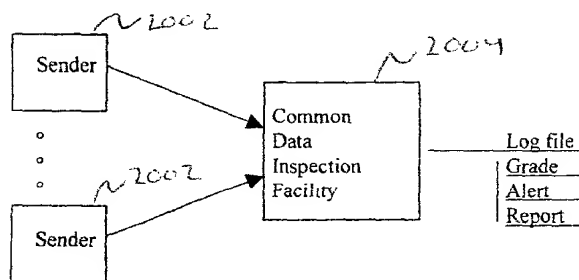 2002
2004
Sender
Common
Data
Inspection
Facility
Log file
Grade
Alert
Report
2002
Sender